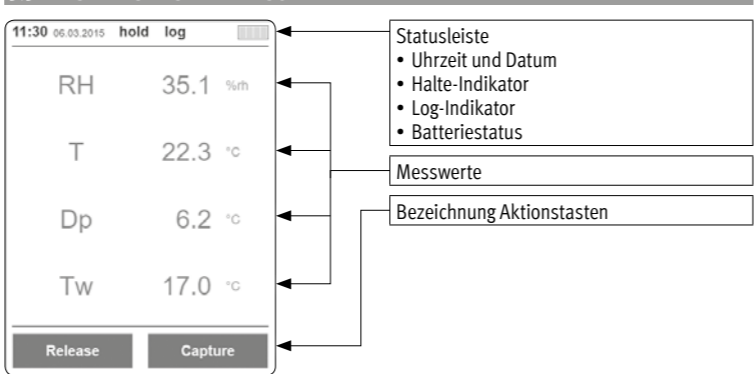 11:30 06.03.2015 hold log
RH 35.1 %rh
T 22.3 °C
Dp 6.2 °C
Tw 17.0 °C
Release Capture
Statusleiste
• Uhrzeit und Datum
• Halte-Indikator
• Log-Indikator
• Batteriestatus
Messwerte
Bezeichnung Aktionstasten